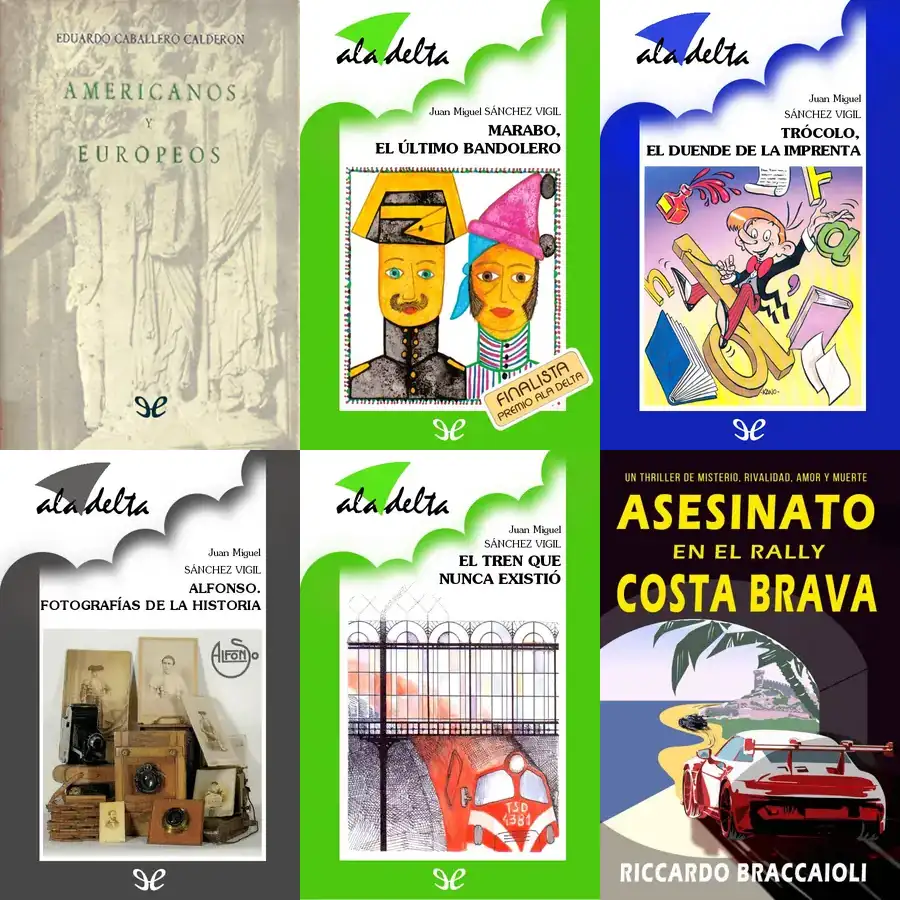 EDUARDO CABALLERO CALDERON
AMERICANOS
Y
EUROPEOS
ala delta
Juan Miguel SÁNCHEZ VIGIL
MARABO,
EL ÚLTIMO BANDOLERO
FINALISTA
PREMIO ALA DELTA
ala delta
Juan Miguel
SÁNCHEZ VIGIL
TRÓCOLO,
EL DUENDE DE LA IMPRENTA
n
a
a
ala delta
Juan Miguel
SÁNCHEZ VIGIL
ALFONSO.
FOTOGRAFÍAS DE LA HISTORIA
ALFONSO
ala delta
Juan Miguel
SÁNCHEZ VIGIL
EL TREN QUE
NUNCA EXISTIÓ
TSD
4381
UN THRILLER DE MISTERIO, RIVALIDAD, AMOR Y MUERTE
ASESINATO
EN EL RALLY
COSTA BRAVA
RICCARDO BRACCAIOLI